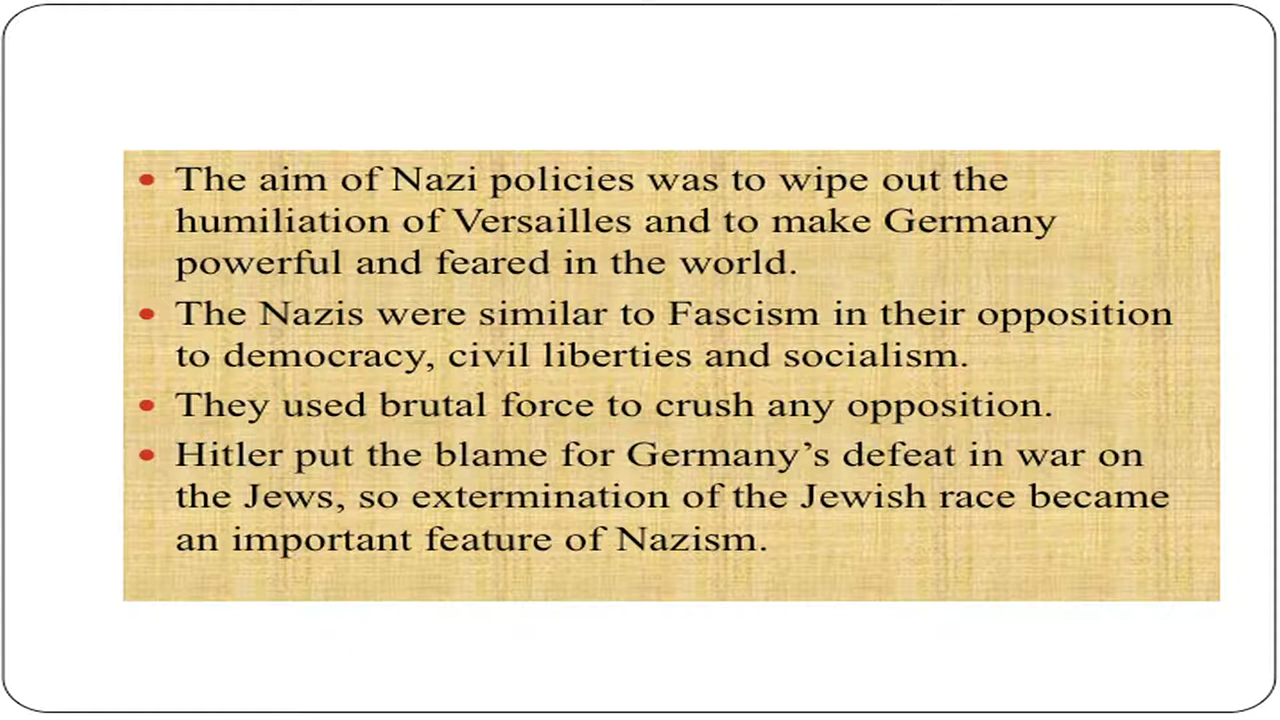 • The aim of Nazi policies was to wipe out the
humiliation of Versailles and to make Germany
powerful and feared in the world.
• The Nazis were similar to Fascism in their opposition
to democracy, civil liberties and socialism.
• They used brutal force to crush any opposition.
• Hitler put the blame for Germany’s defeat in war on
the Jews, so extermination of the Jewish race became
an important feature of Nazism.